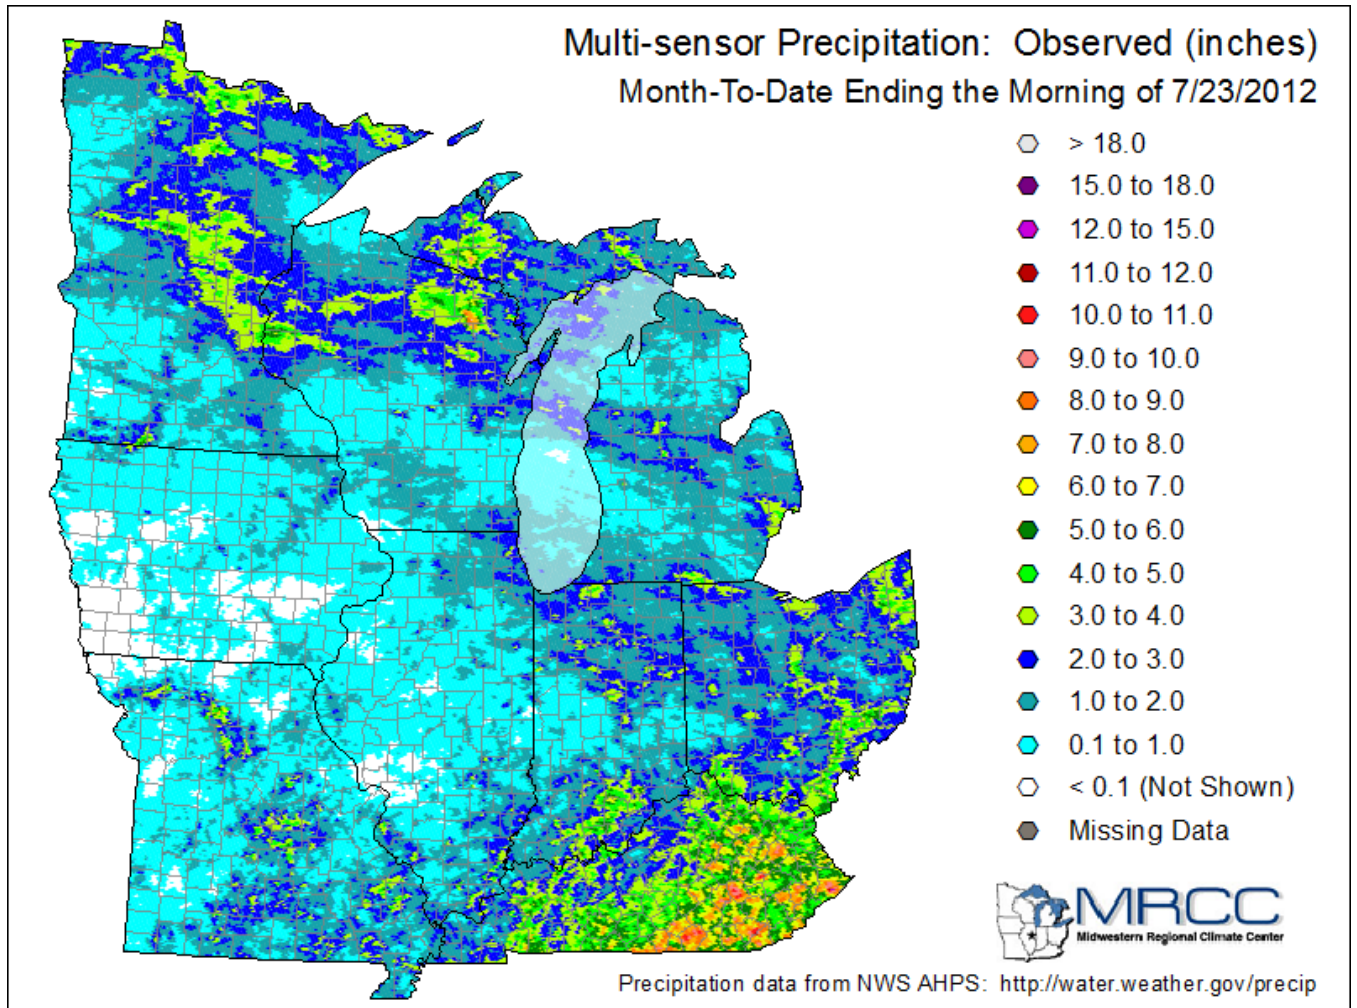 Multi-sensor Precipitation: Observed (inches)
Month-To-Date Ending the Morning of 7/23/2012
> 18.0
15.0 to 18.0
12.0 to 15.0
11.0 to 12.0
10.0 to 11.0
9.0 to 10.0
8.0 to 9.0
7.0 to 8.0
6.0 to 7.0
5.0 to 6.0
4.0 to 5.0
3.0 to 4.0
2.0 to 3.0
1.0 to 2.0
0.1 to 1.0
< 0.1 (Not Shown)
Missing Data
MRCC
Midwestern Regional Climate Center
Precipitation data from NWS AHPS: http://water.weather.gov/precip